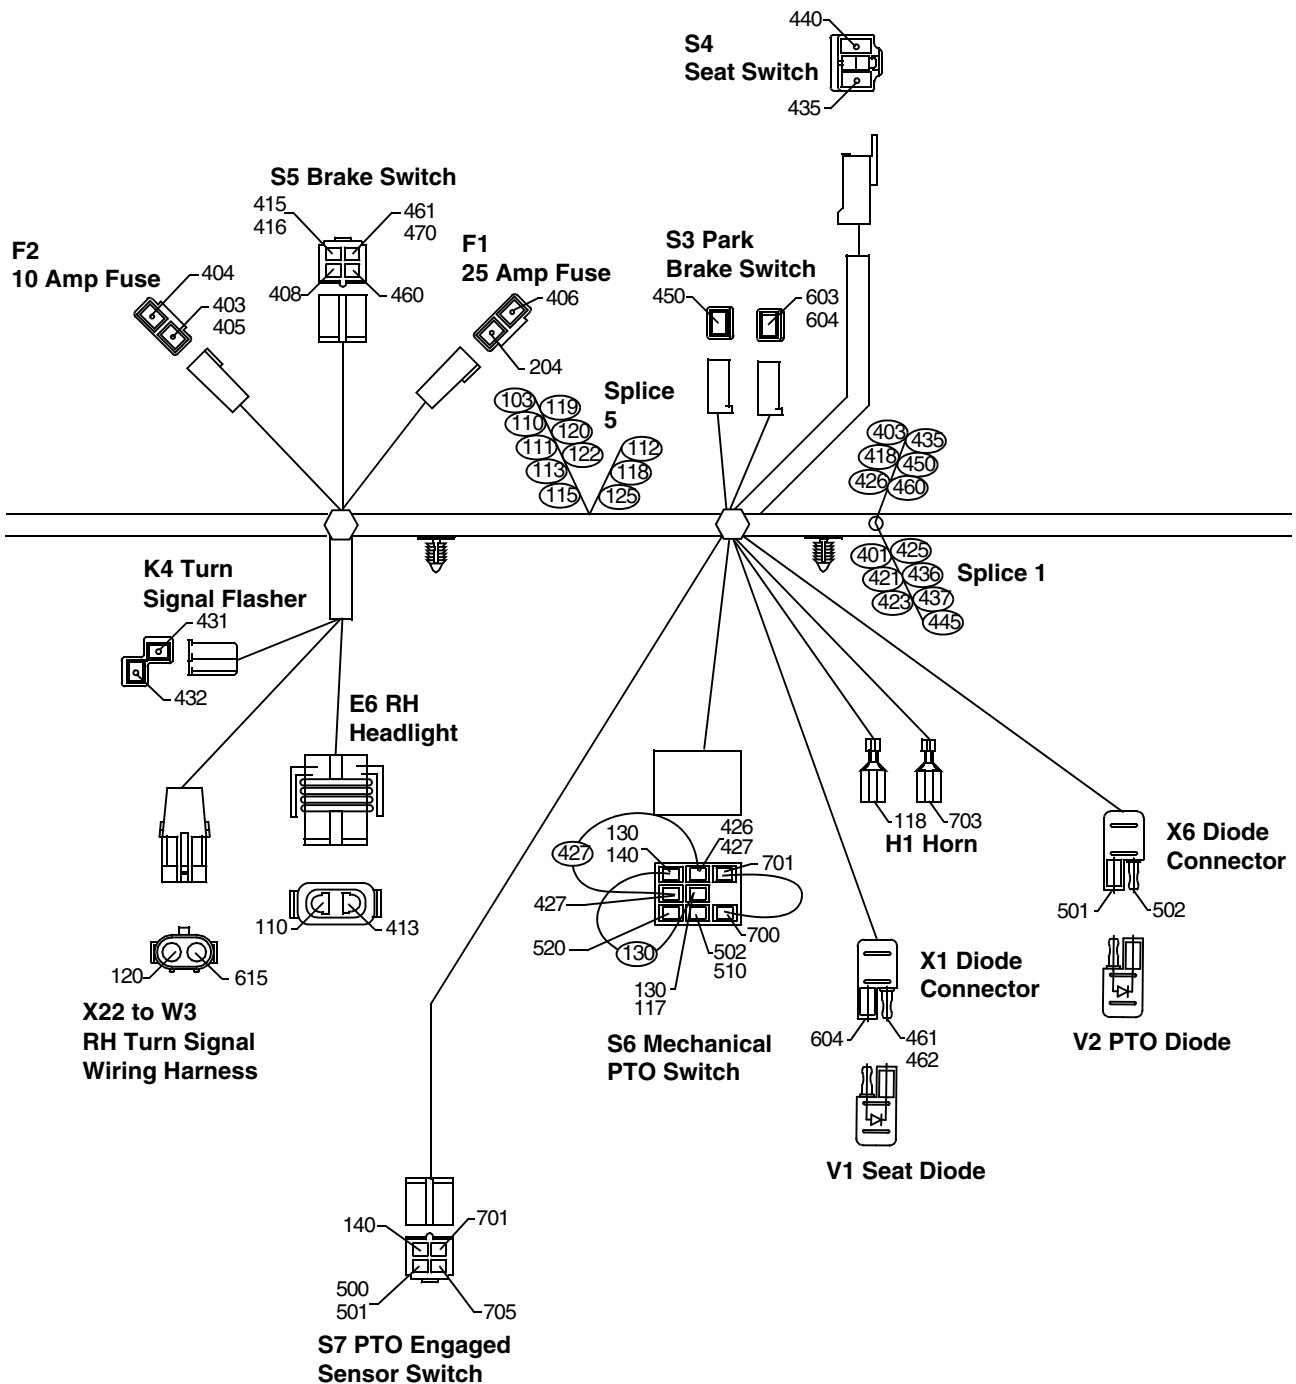 440
S4
Seat Switch
435
S5 Brake Switch
415
416
461
470
408
460
F2
10 Amp Fuse
404
403
405
F1
25 Amp Fuse
406
204
S3 Park
Brake Switch
450
603
604
Splice
5
103
119
110
120
111
122
113
115
112
118
125
403
435
418
450
426
460
401
425
421
436
423
437
445
Splice 1
K4 Turn
Signal Flasher
431
432
E6 RH
Headlight
110
413
120
615
X22 to W3
RH Turn Signal
Wiring Harness
427
130
140
426
427
701
427
520
130
502
510
700
130
117
S6 Mechanical
PTO Switch
118
703
H1 Horn
X6 Diode
Connector
501
502
V2 PTO Diode
X1 Diode
Connector
604
461
462
V1 Seat Diode
140
701
500
501
705
S7 PTO Engaged
Sensor Switch